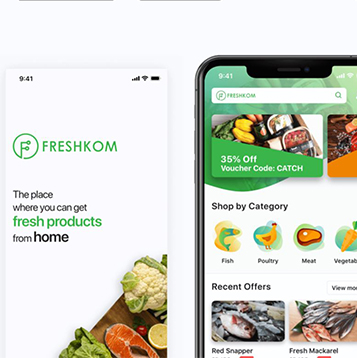 9:41
FRESHKOM
The place
where you can get
fresh products
from home
9:41
FRESHKOM
35% Off
Voucher Code: CATCH
Shop by Category
Fish
Poultry
Meat
Vegetab
Recent Offers
View mo
Red Snapper
Fresh Mackarel